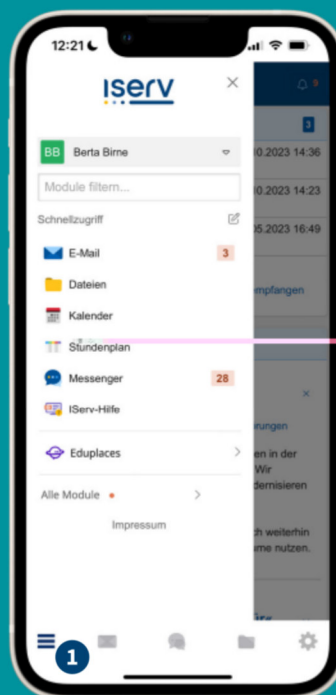 12:21
IServ
9
3
BB Berta Birne
0.2023 14:36
Module filtern...
0.2023 14:23
Schnellzugriff
05.2023 16:49
E-Mail 3
Dateien
Kalender
mpfangen
Stundenplan
Messenger 28
IServ-Hilfe
rungen
Eduplaces
en in der
Wir
dernisieren
Alle Module
Impressum
ch weiterhin
me nutzen.
1